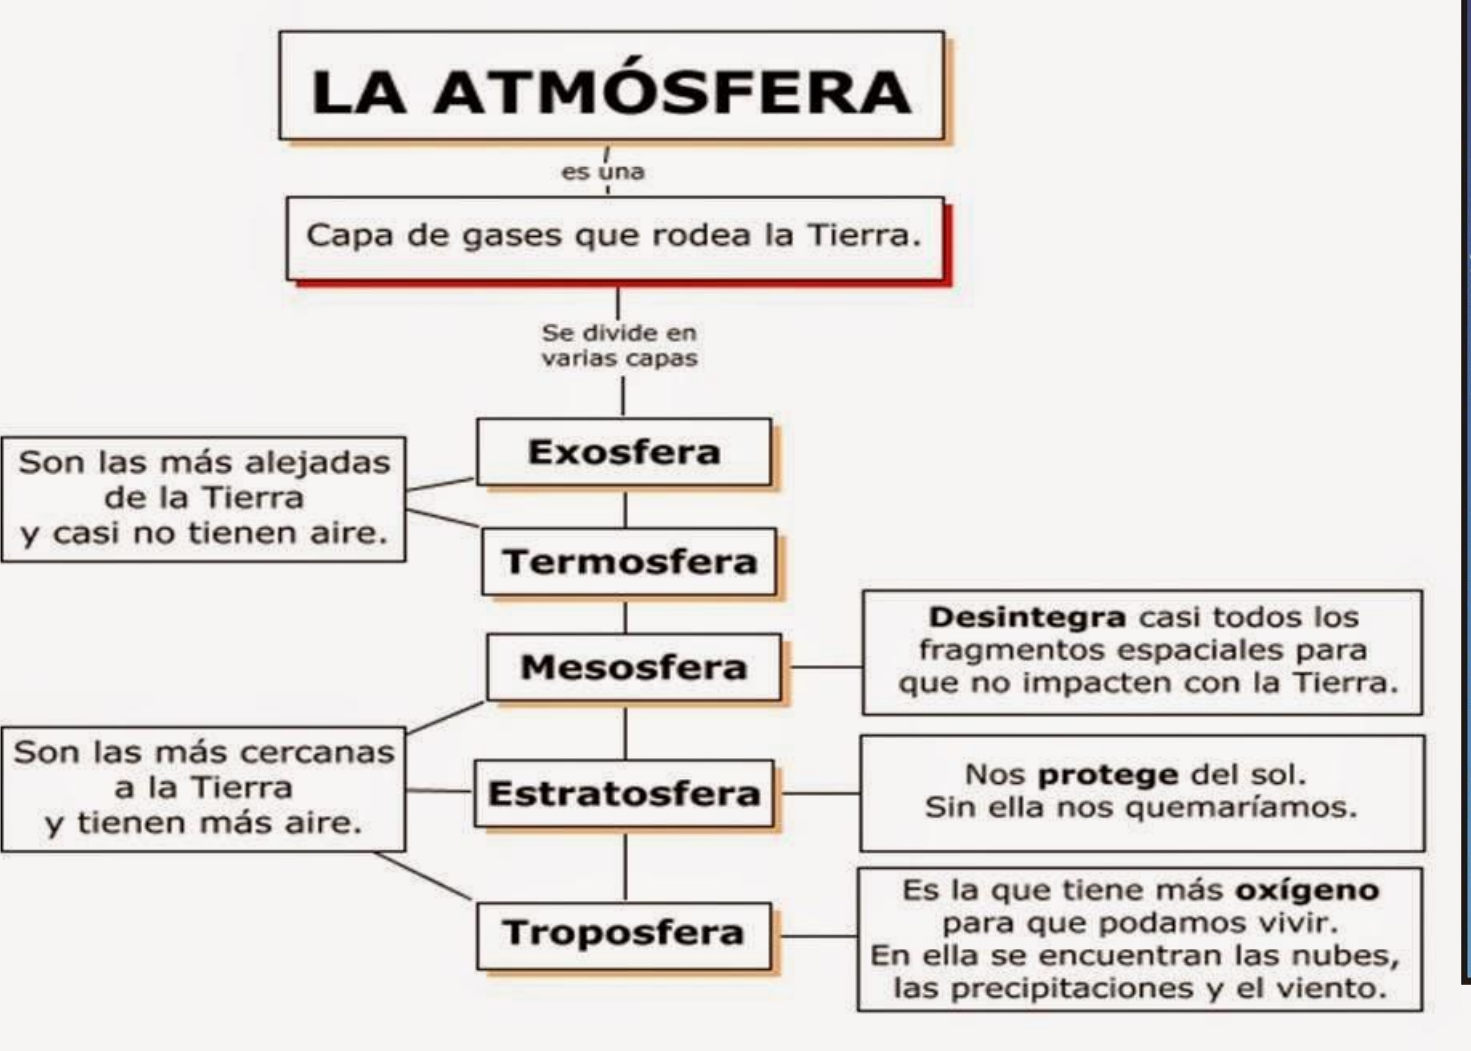 LA ATMÓSFERA
es una
Capa de gases que rodea la Tierra.
Se divide en
varias capas
Exosfera
Son las más alejadas
de la Tierra
y casi no tienen aire.
Termosfera
Mesosfera
Desintegra casi todos los
fragmentos espaciales para
que no impacten con la Tierra.
Son las más cercanas
a la Tierra
y tienen más aire.
Estratosfera
Nos protege del sol.
Sin ella nos quemaríamos.
Troposfera
Es la que tiene más oxígeno
para que podamos vivir.
En ella se encuentran las nubes,
las precipitaciones y el viento.